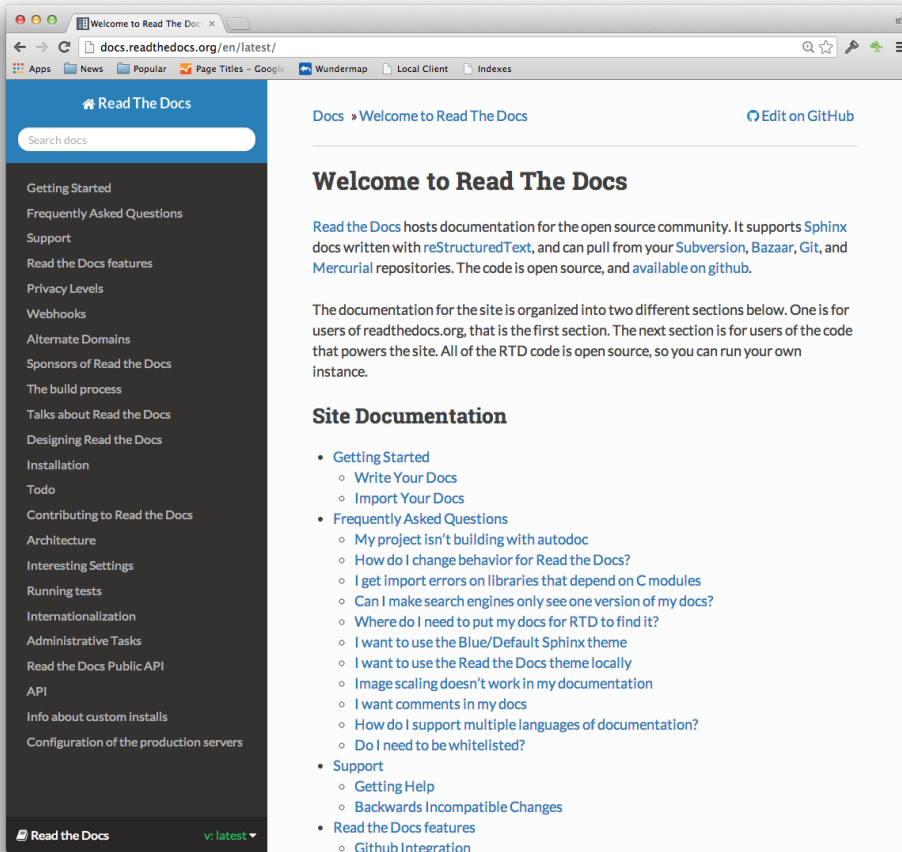 Welcome to Read The Doc
docs.readthedocs.org/en/latest/
Apps News Popular Page Titles – Google Wundermap Local Client Indexes
Read The Docs
Search docs
Getting Started
Frequently Asked Questions
Support
Read the Docs features
Privacy Levels
Webhooks
Alternate Domains
Sponsors of Read the Docs
The build process
Talks about Read the Docs
Designing Read the Docs
Installation
Todo
Contributing to Read the Docs
Architecture
Interesting Settings
Running tests
Internationalization
Administrative Tasks
Read the Docs Public API
API
Info about custom installs
Configuration of the production servers
Read the Docs v: latest
Docs » Welcome to Read The Docs Edit on GitHub
Welcome to Read The Docs
Read the Docs hosts documentation for the open source community. It supports Sphinx
docs written with reStructuredText, and can pull from your Subversion, Bazaar, Git, and
Mercurial repositories. The code is open source, and available on github.
The documentation for the site is organized into two different sections below. One is for
users of readthedocs.org, that is the first section. The next section is for users of the code
that powers the site. All of the RTD code is open source, so you can run your own
instance.
Site Documentation
Getting Started
Write Your Docs
Import Your Docs
Frequently Asked Questions
My project isn't building with autodoc
How do I change behavior for Read the Docs?
I get import errors on libraries that depend on C modules
Can I make search engines only see one version of my docs?
Where do I need to put my docs for RTD to find it?
I want to use the Blue/Default Sphinx theme
I want to use the Read the Docs theme locally
Image scaling doesn't work in my documentation
I want comments in my docs
How do I support multiple languages of documentation?
Do I need to be whitelisted?
Support
Getting Help
Backwards Incompatible Changes
Read the Docs features
Github Integration